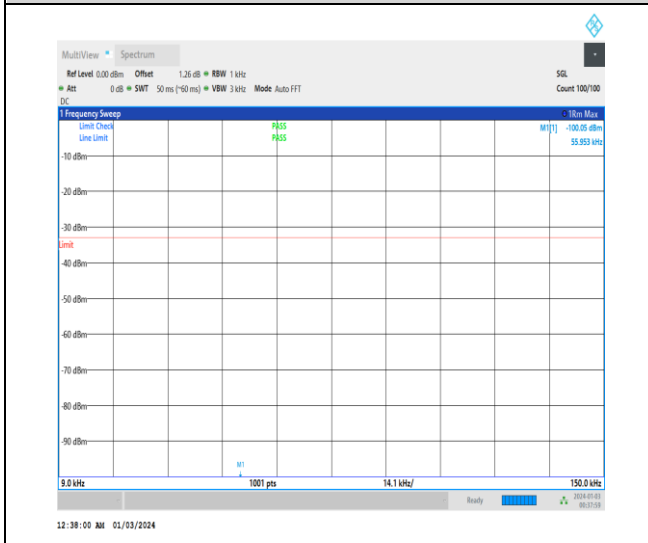 MultiView Spectrum
Ref Level 0.00 dBm Offset 1.26 dB RBW 1 kHz SGL
Att 0 dB SWT 50 ms (~60 ms) VBW 3 kHz Mode Auto FFT Count 100/100
DC
1 Frequency Sweep 1Rm Max
Limit Check PASS M1[1] -100.05 dBm
Line Limit PASS 55.953 kHz
-10 dBm
-20 dBm
-30 dBm
Limit
-40 dBm
-50 dBm
-60 dBm
-70 dBm
-80 dBm
-90 dBm
M1
9.0 kHz 1001 pts 14.1 kHz/ 150.0 kHz
Ready 2024-01-03
00:37:59
12:38:00 AM 01/03/2024